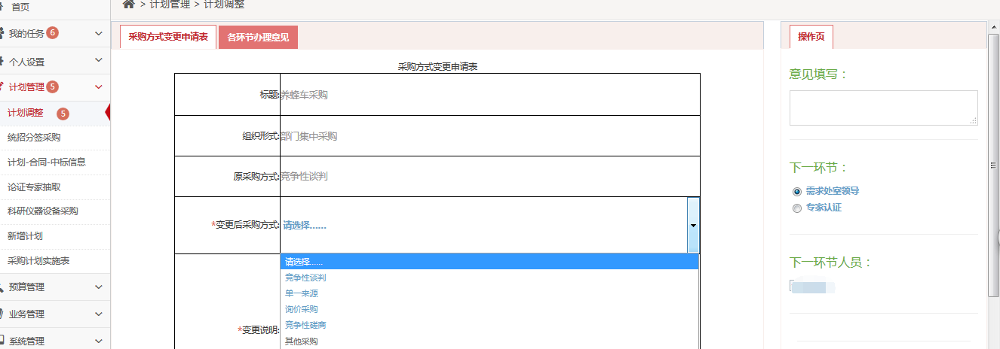 首页
> 计划管理 > 计划调整
我的任务 6
个人设置
计划管理 5
计划调整 5
统招分签采购
计划-合同-中标信息
论证专家抽取
科研仪器设备采购
新增计划
采购计划实施表
预算管理
业务管理
系统管理
采购方式变更申请表 各环节办理意见
采购方式变更申请表
标题: 养蜂车采购
组织形式: 部门集中采购
原采购方式: 竞争性谈判
*变更后采购方式: 请选择......
请选择......
竞争性谈判
单一来源
询价采购
竞争性磋商
其他采购
*变更说明:
操作页
意见填写：
下一环节：
需求处室领导
专家认证
下一环节人员：